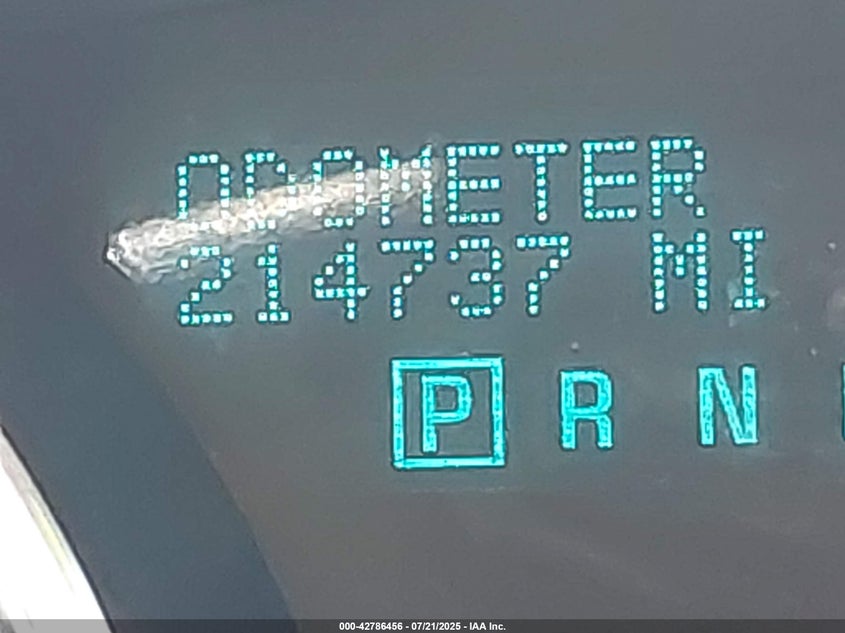 ODOMETER
214737 MI
P R N
000-42786456 - 07/21/2025 - IAA Inc.